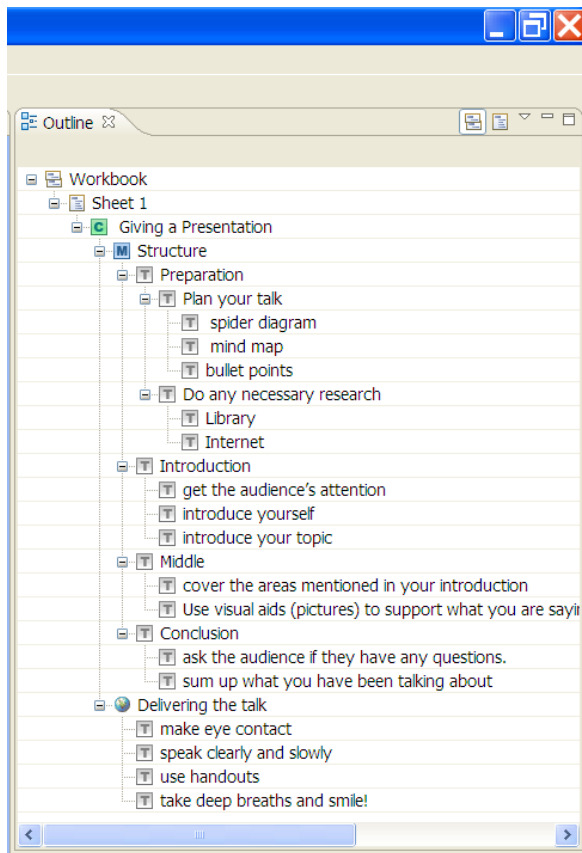 Outline
Workbook
Sheet 1
C Giving a Presentation
M Structure
T Preparation
T Plan your talk
T spider diagram
T mind map
T bullet points
T Do any necessary research
T Library
T Internet
T Introduction
T get the audience's attention
T introduce yourself
T introduce your topic
T Middle
T cover the areas mentioned in your introduction
T Use visual aids (pictures) to support what you are sayin
T Conclusion
T ask the audience if they have any questions.
T sum up what you have been talking about
Delivering the talk
T make eye contact
T speak clearly and slowly
T use handouts
T take deep breaths and smile!